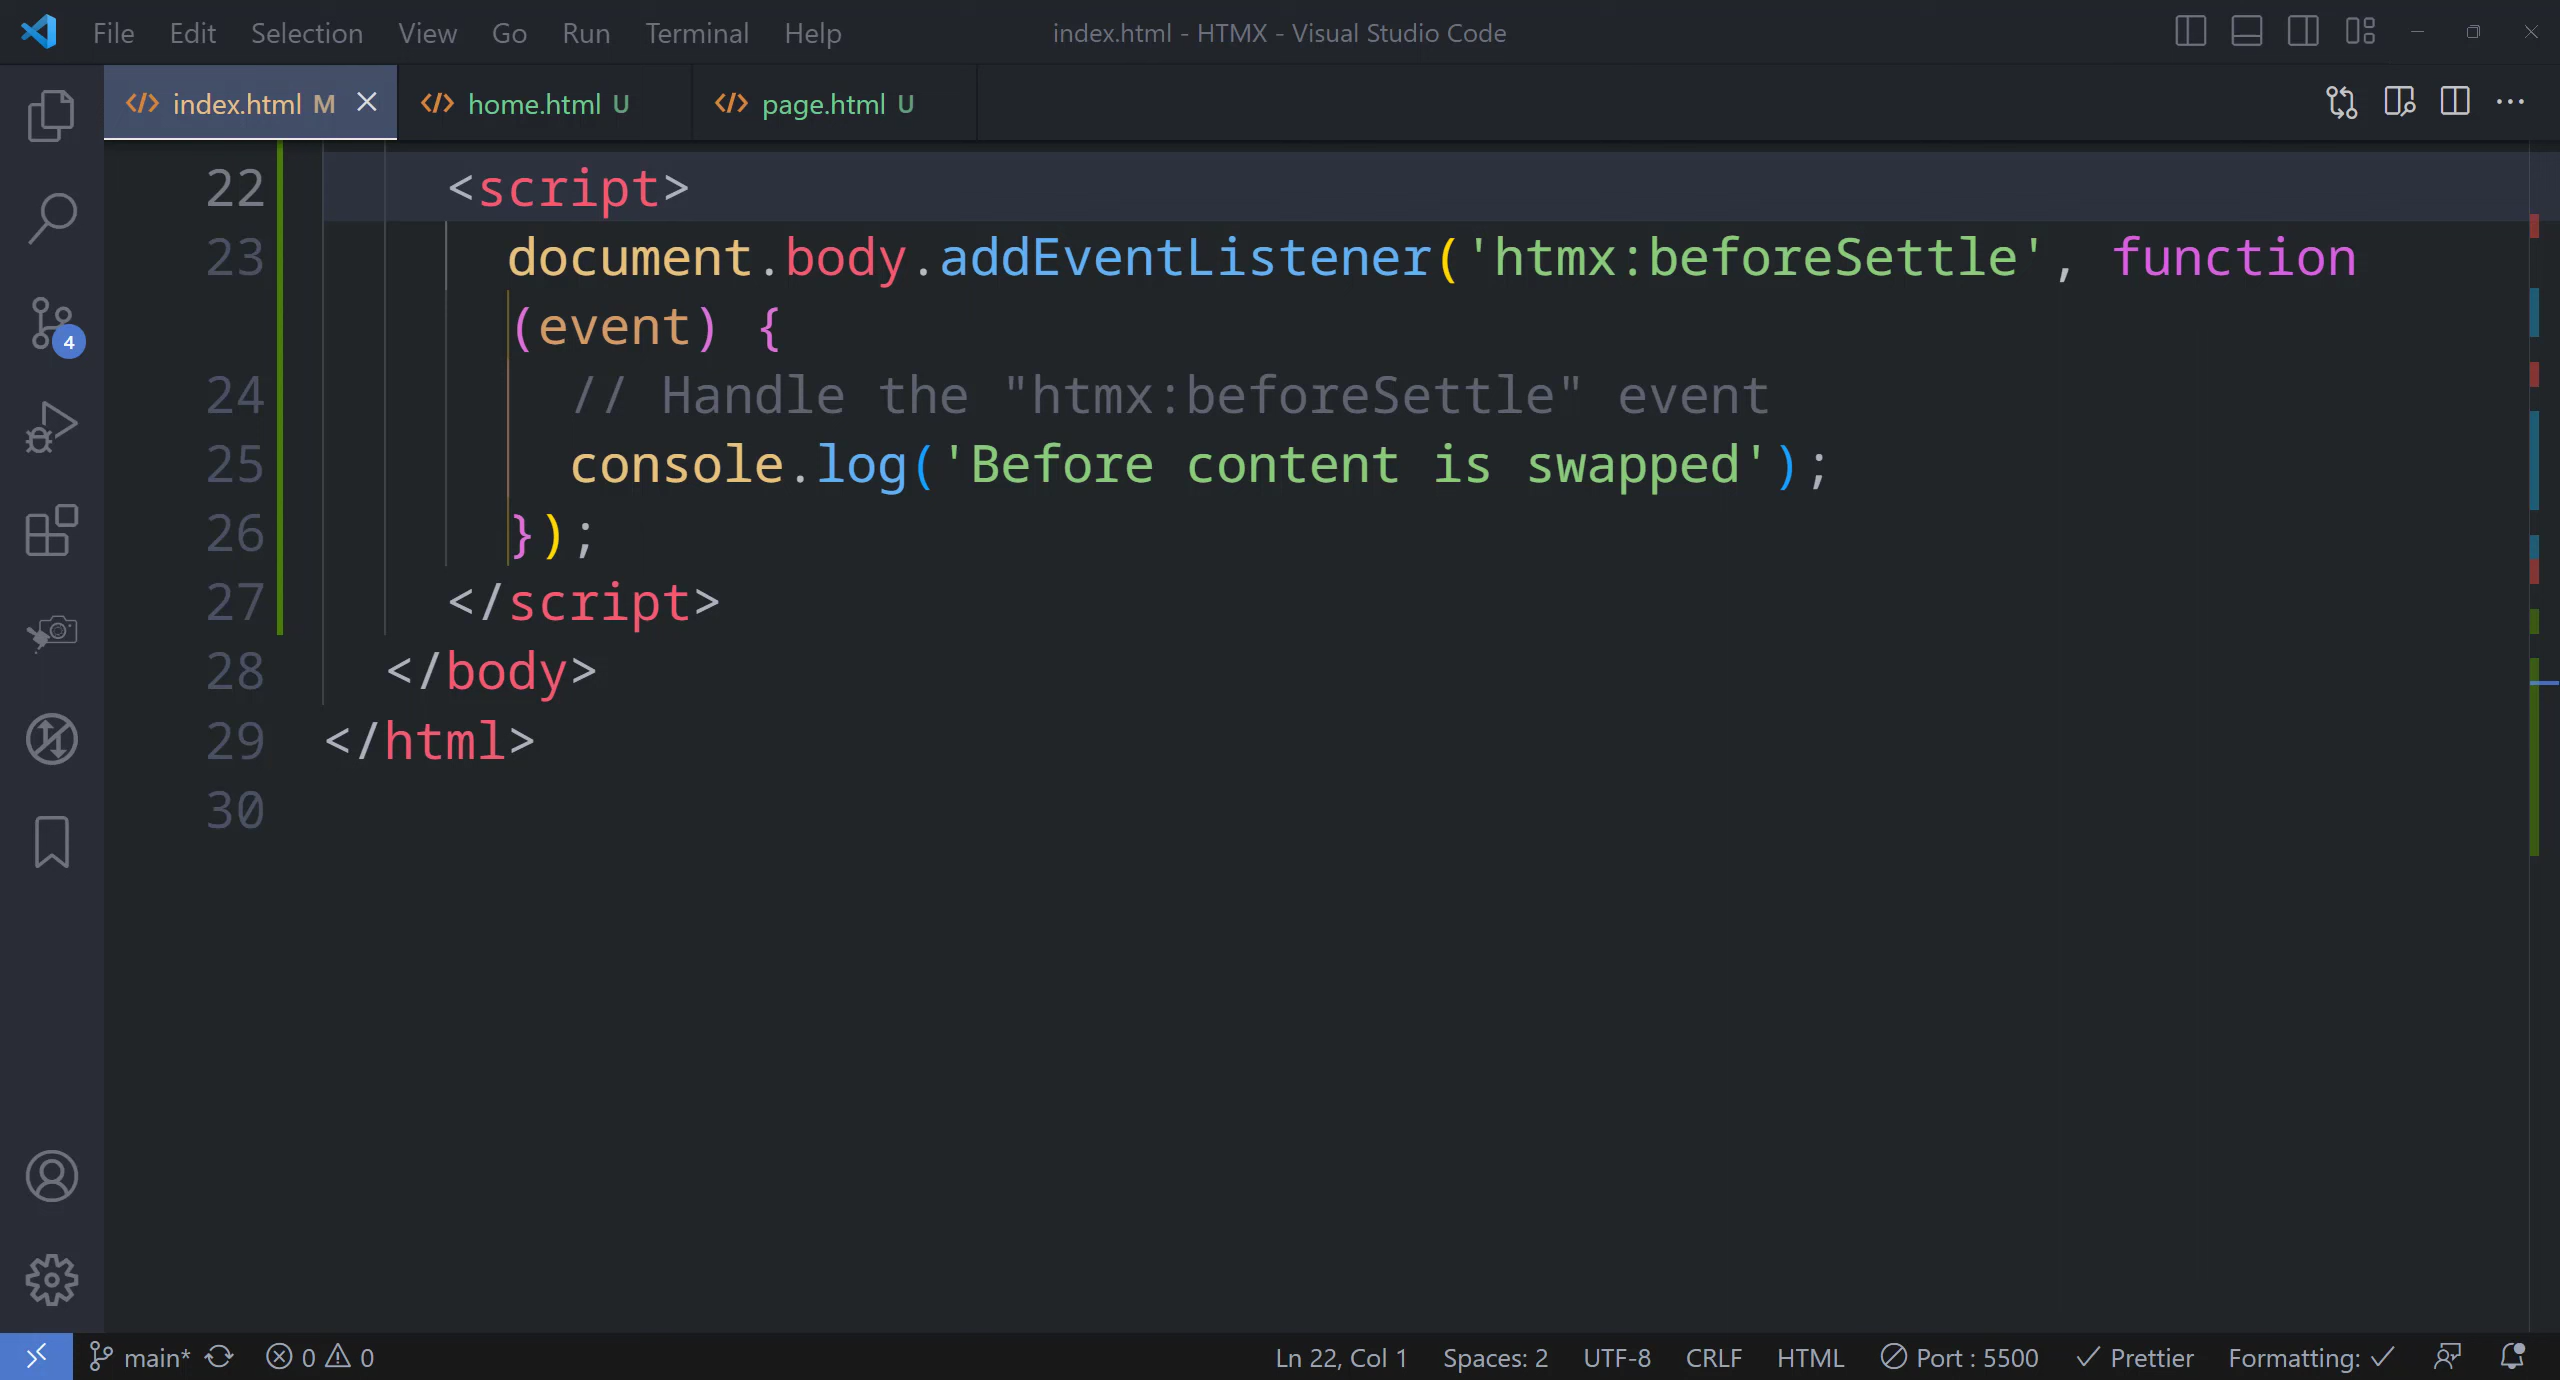 File Edit Selection View Go Run Terminal Help
index.html - HTMX - Visual Studio Code
index.html M
home.html U
page.html U
22 <script>
23 document.body.addEventListener('htmx:beforeSettle', function
(event) {
24 // Handle the "htmx:beforeSettle" event
25 console.log('Before content is swapped');
26 });
27 </script>
28 </body>
29 </html>
30
4
main* 0 0
Ln 22, Col 1 Spaces: 2 UTF-8 CRLF HTML Port : 5500 Prettier Formatting: